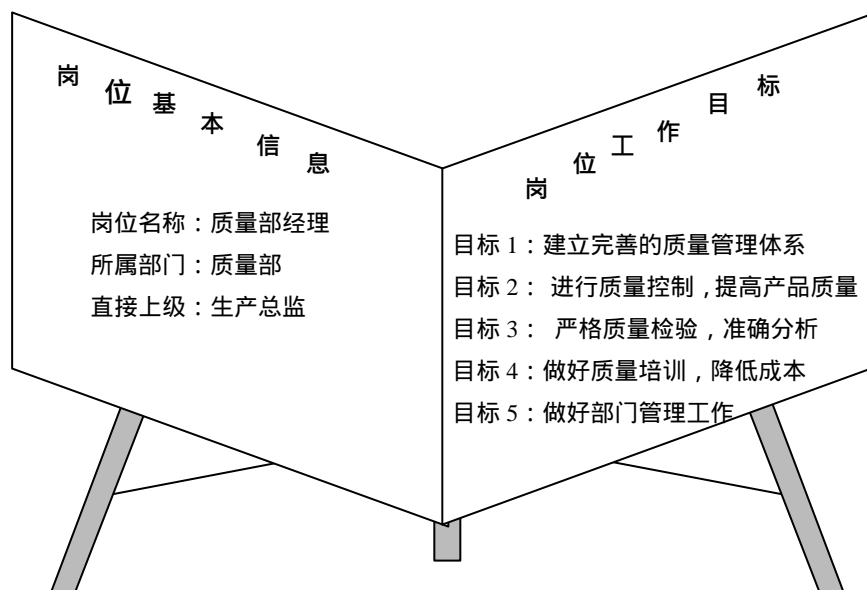 岗位基本信息
岗位名称：质量部经理
所属部门：质量部
直接上级：生产总监
岗位工作目标
目标 1：建立完善的质量管理体系
目标 2： 进行质量控制，提高产品质量
目标 3： 严格质量检验，准确分析
目标 4：做好质量培训，降低成本
目标 5：做好部门管理工作